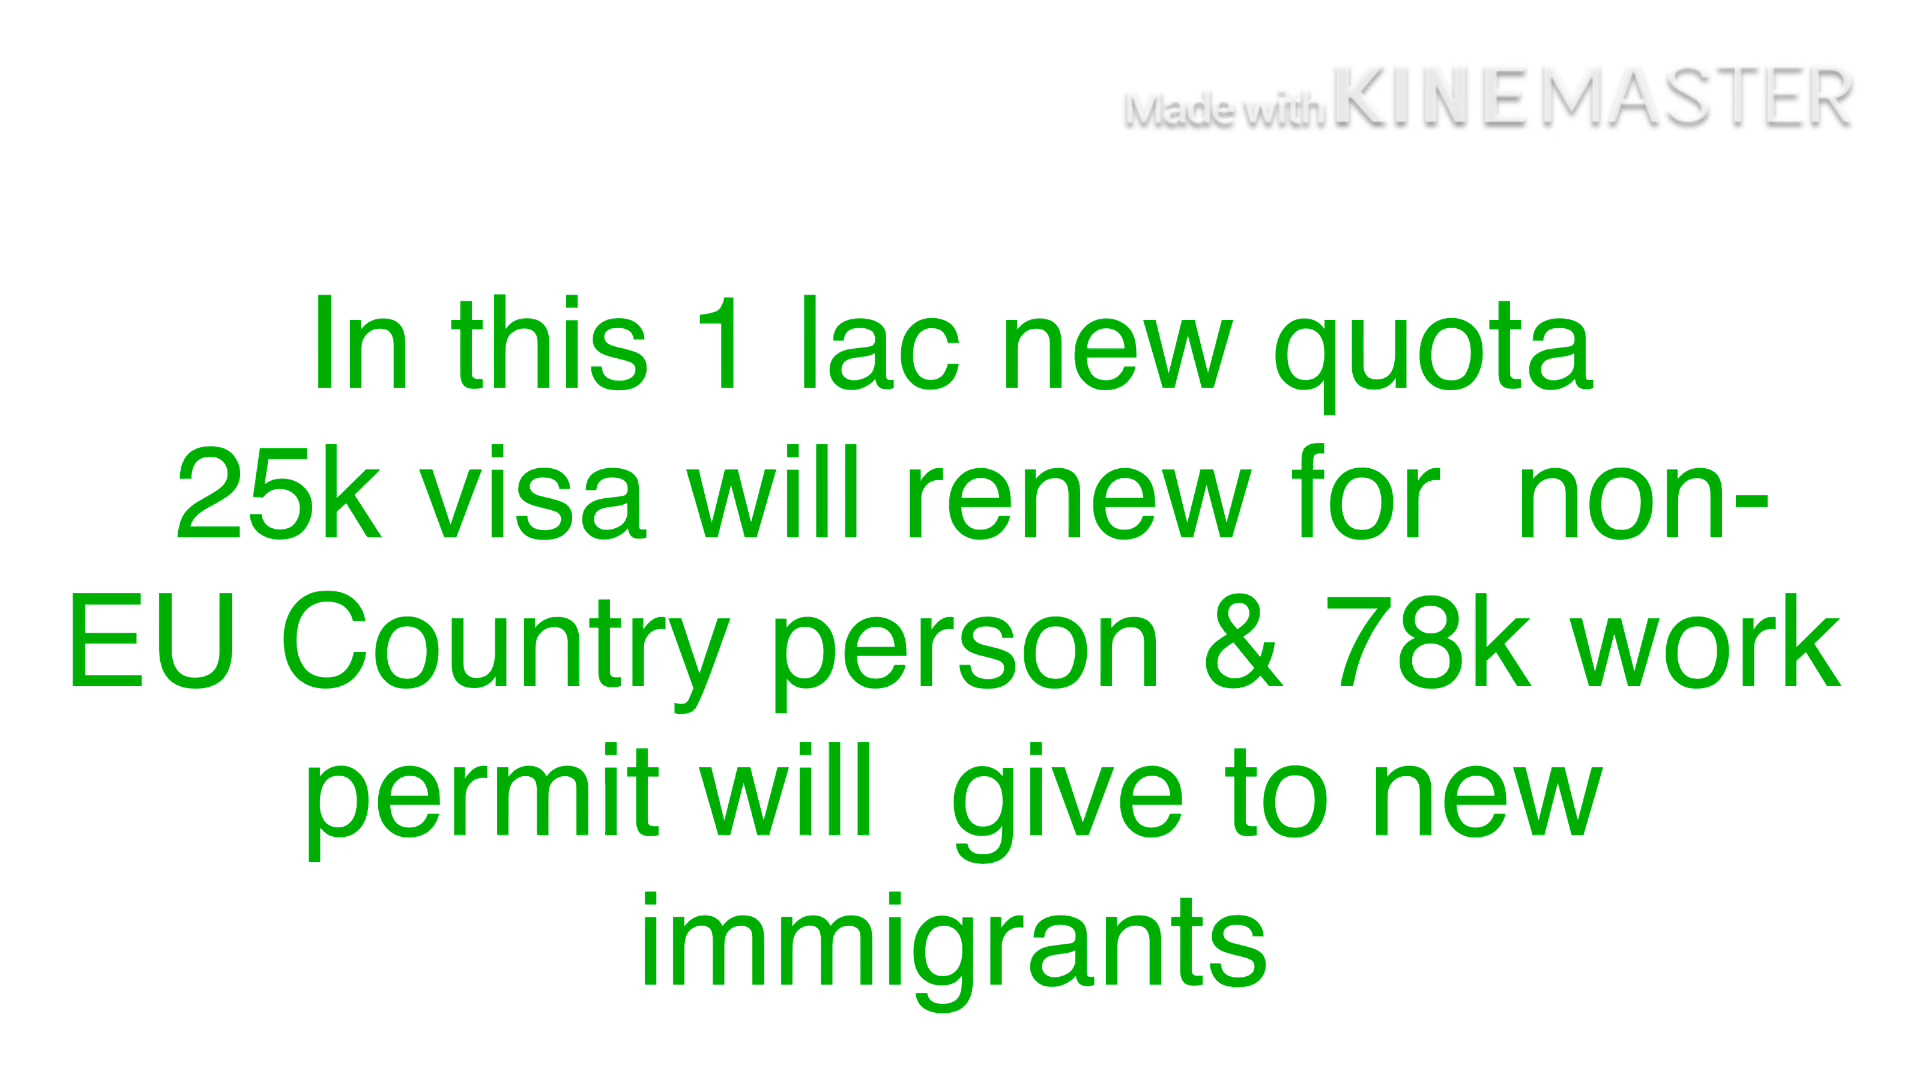 Made with KINEMASTER
In this 1 lac new quota
25k visa will renew for non-
EU Country person & 78k work
permit will give to new
immigrants